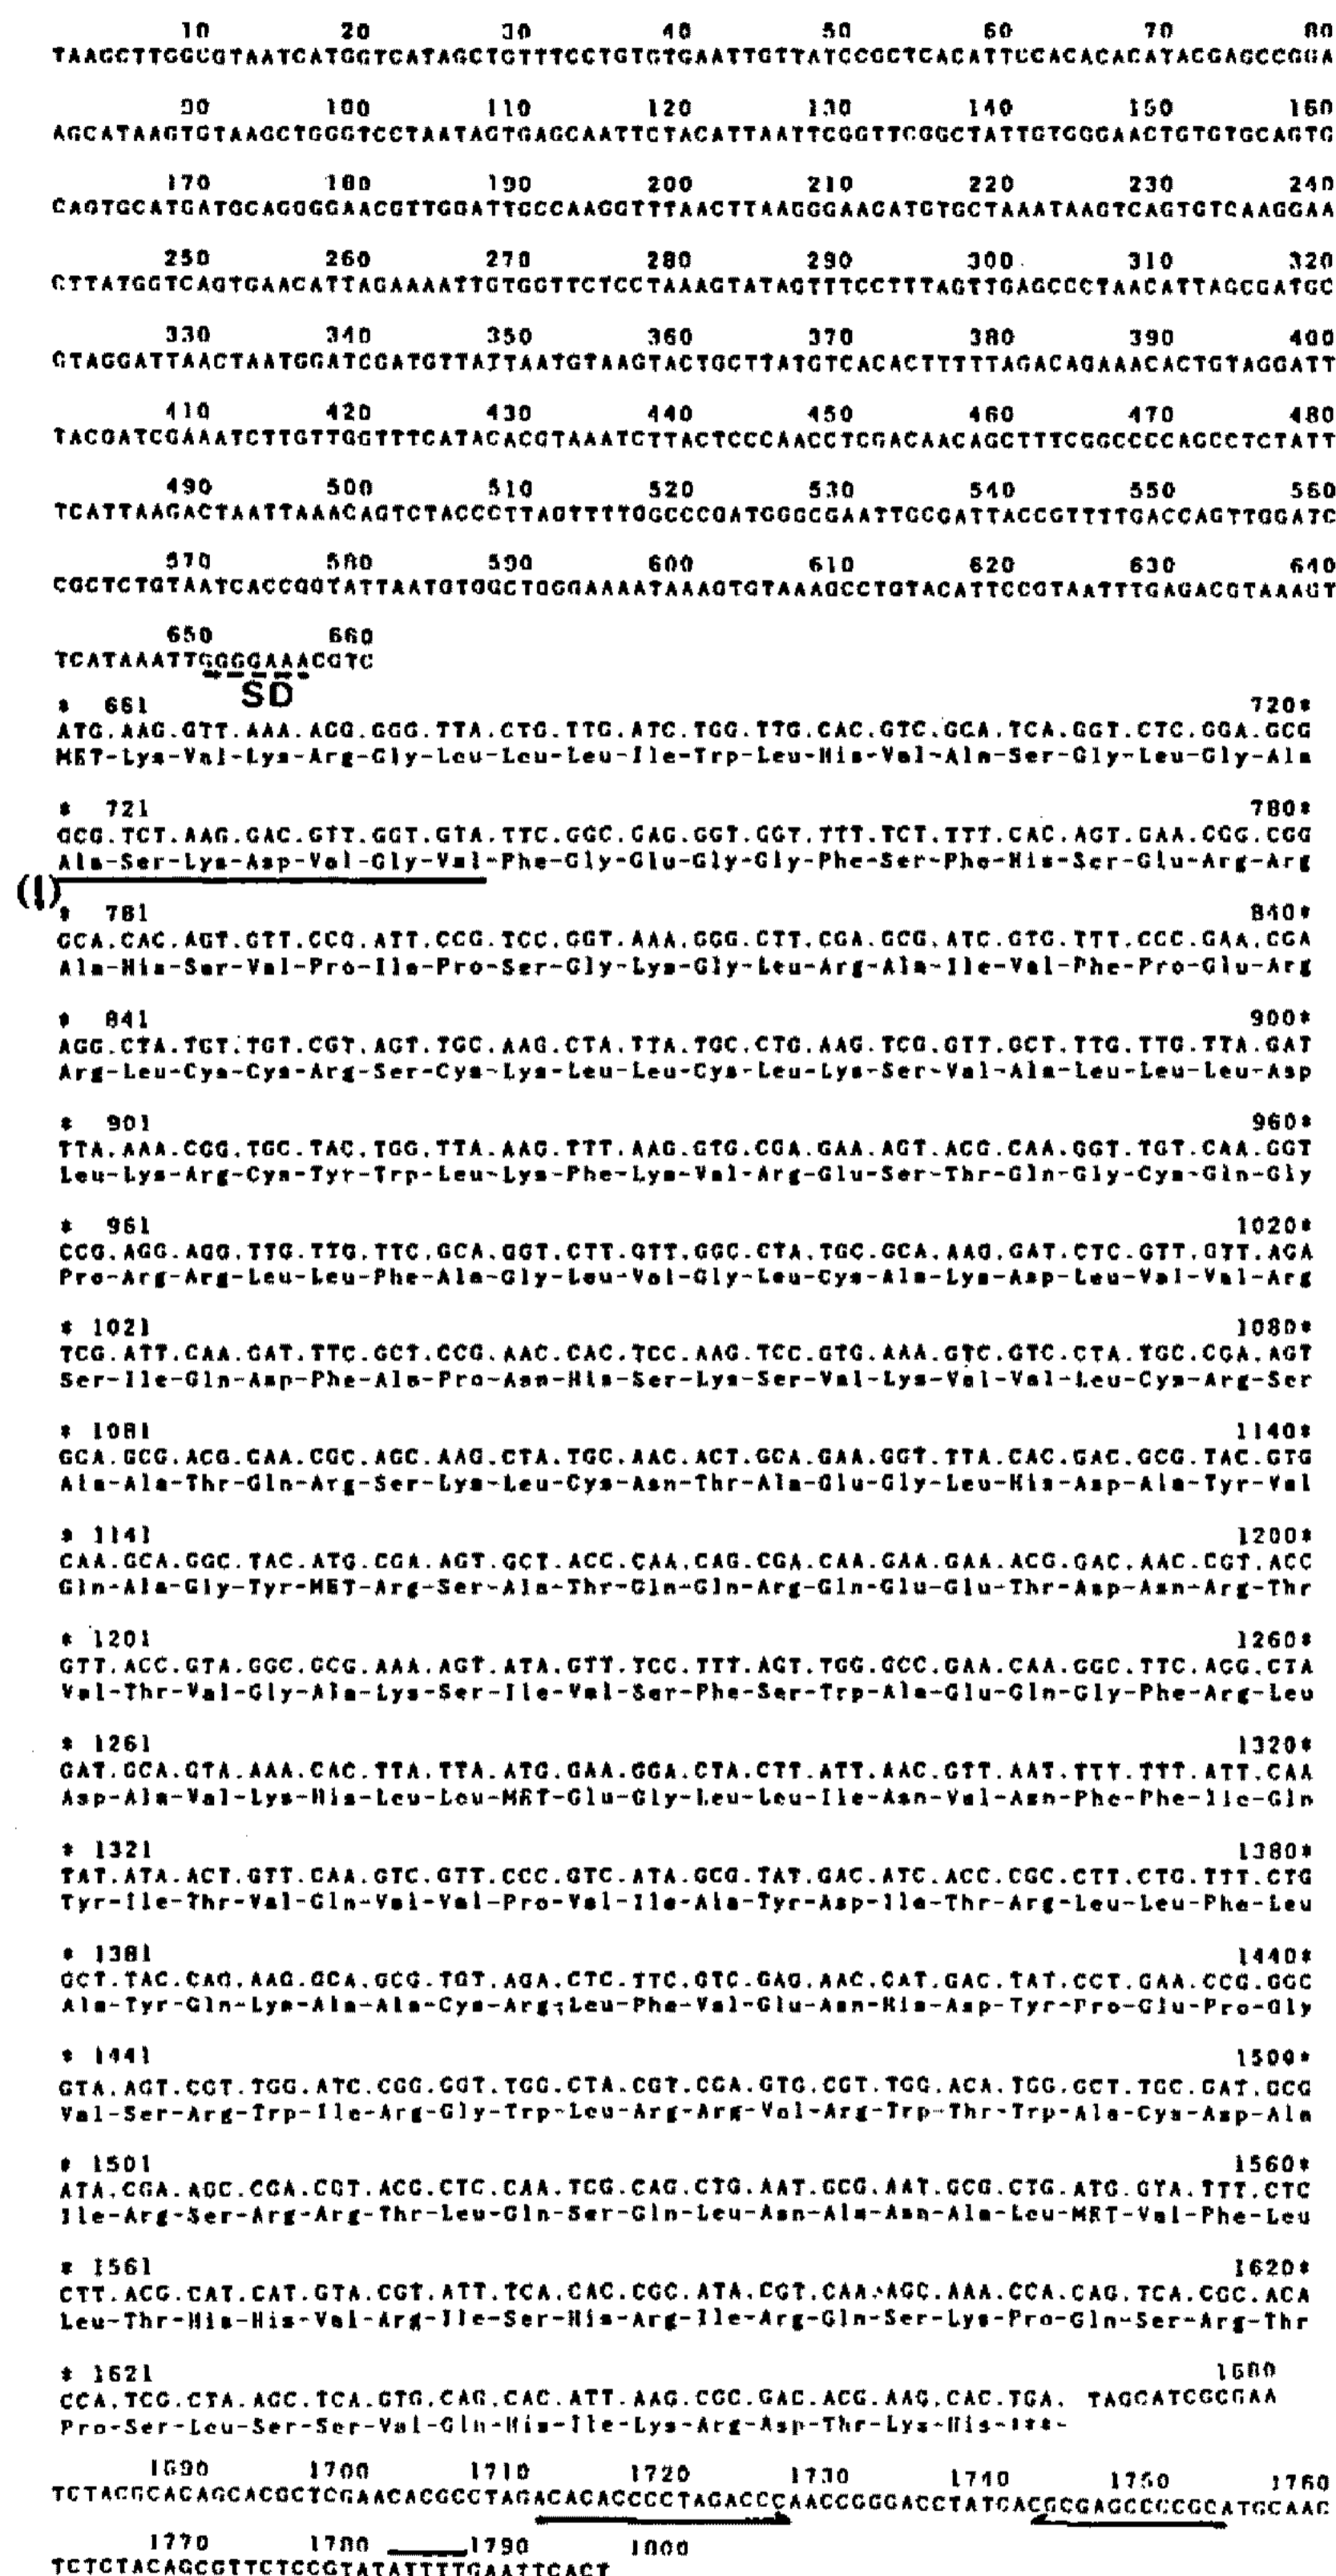 10 20 30 40 50 60 70 80
TAAGCTTGGCGTAATCATGGTCATAGCTGTTTCCTGTGTGAATTGTTATCCGCTCACATTCCACACACATACGAGCCGGA
90 100 110 120 130 140 150 160
AGCATAAGTGTAAGCTGGGTCCTAATAGTGAGCAATTCTACATTAATTCGGTTCGGCTATTGTGGGAACTGTGTGCAGTG
170 180 190 200 210 220 230 240
CAGTGCATGATGCAGGGGAACGTTGGATTGCCCAAGGTTTAACTTAAGGGAACATGTGCTAAATAAGTCAGTGTCAAGGAA
250 260 270 280 290 300 310 320
CTTATGGTCAGTGAACATTAGAAAATTGTGGTTCTCCTAAAGTATAGTTTCCTTTAGTTGAGCCCTAACATTAGCGATGC
330 340 350 360 370 380 390 400
GTAGGATTAACTAATGGATCGATGTTATTAATGTAAGTACTGCTTATGTCACACTTTTTAGACAGAAACACTGTAGGATT
410 420 430 440 450 460 470 480
TACGATCGAAATCTTGTTGGTTTCATACACGTAAATCTTACTCCCAACCTCGACAACAGCTTTCGGCCCCAGCCTCTATT
490 500 510 520 530 540 550 560
TCATTAAGACTAATTAAACAGTCTACCCTTAGTTTTGGCCCGATGGGCGAATTGCGATTACCGTTTTGACCAGTTGGATC
570 580 590 600 610 620 630 640
CGCTCTGTAATCACCGGTATTAATGTGGCTGGGAAAATAAAGTGTAAAGCCTGTACATTCCGTAATTTGAGACGTAAAGT
650 660
TCATAAATTGGGGGAAACGTC
SD
* 661 720*
ATG.AAG.GTT.AAA.AGG.GGG.TTA.CTG.TTG.ATC.TGG.TTG.CAC.GTC.GCA.TCA.GGT.CTC.GGA.GCG
MET-Lys-Val-Lys-Arg-Gly-Leu-Leu-Leu-Ile-Trp-Leu-His-Val-Ala-Ser-Gly-Leu-Gly-Ala
* 721 780*
GCG.TCT.AAG.GAC.GTT.GGT.GTA.TTC.GGC.GAG.GGT.GGT.TTT.TCT.TTT.CAC.AGT.GAA.CGG.CGG
Ala-Ser-Lys-Asp-Val-Gly-Val-Phe-Gly-Glu-Gly-Gly-Phe-Ser-Phe-His-Ser-Glu-Arg-Arg
(1)
* 781 840*
GCA.CAC.AGT.GTT.CCG.ATT.CCG.TCC.GGT.AAA.GGG.CTT.CGA.GCG.ATC.GTG.TTT.CCC.GAA.CGA
Ala-His-Ser-Val-Pro-Ile-Pro-Ser-Gly-Lys-Gly-Leu-Arg-Ala-Ile-Val-Phe-Pro-Glu-Arg
* 841 900*
AGG.CTA.TGT.TGT.CGT.AGT.TGC.AAG.CTA.TTA.TGC.CTG.AAG.TCG.GTT.GCT.TTG.TTG.TTA.GAT
Arg-Leu-Cys-Cys-Arg-Ser-Cys-Lys-Leu-Leu-Cys-Leu-Lys-Ser-Val-Ala-Leu-Leu-Leu-Asp
* 901 960*
TTA.AAA.CGG.TGC.TAC.TGG.TTA.AAG.TTT.AAG.GTG.CGA.GAA.AGT.ACG.CAA.GGT.TGT.CAA.GGT
Leu-Lys-Arg-Cys-Tyr-Trp-Leu-Lys-Phe-Lys-Val-Arg-Glu-Ser-Thr-Gln-Gly-Cys-Gln-Gly
* 961 1020*
CCG.AGG.AGG.TTG.TTG.TTC.GCA.GGT.CTT.GTT.GGC.CTA.TGC.GCA.AAG.GAT.CTC.GTT.GTT.AGA
Pro-Arg-Arg-Leu-Leu-Phe-Ala-Gly-Leu-Val-Gly-Leu-Cys-Ala-Lys-Asp-Leu-Val-Val-Arg
* 1021 1080*
TCG.ATT.CAA.GAT.TTC.GCT.CCG.AAC.CAC.TCC.AAG.TCC.GTG.AAA.GTC.GTC.CTA.TGC.CGA.AGT
Ser-Ile-Gln-Asp-Phe-Ala-Pro-Asn-His-Ser-Lys-Ser-Val-Lys-Val-Val-Leu-Cys-Arg-Ser
* 1081 1140*
GCA.GCG.ACG.CAA.CGC.AGC.AAG.CTA.TGC.AAC.ACT.GCA.GAA.GGT.TTA.CAC.GAC.GCG.TAC.GTG
Ala-Ala-Thr-Gln-Arg-Ser-Lys-Leu-Cys-Asn-Thr-Ala-Glu-Gly-Leu-His-Asp-Ala-Tyr-Val
* 1141 1200*
CAA.GCA.GGC.TAC.ATG.CGA.AGT.GCT.ACC.CAA.CAG.CGA.CAA.GAA.GAA.ACG.GAC.AAC.CGT.ACC
Gln-Ala-Gly-Tyr-MET-Arg-Ser-Ala-Thr-Gln-Gln-Arg-Gln-Glu-Glu-Thr-Asp-Asn-Arg-Thr
* 1201 1260*
GTT.ACC.GTA.GGC.GCG.AAA.AGT.ATA.GTT.TCC.TTT.AGT.TGG.GCC.GAA.CAA.GGC.TTC.AGG.CTA
Val-Thr-Val-Gly-Ala-Lys-Ser-Ile-Val-Ser-Phe-Ser-Trp-Ala-Glu-Gln-Gly-Phe-Arg-Leu
* 1261 1320*
GAT.GCA.GTA.AAA.CAC.TTA.TTA.ATG.GAA.GGA.CTA.CTT.ATT.AAC.GTT.AAT.TTT.TTT.ATT.CAA
Asp-Ala-Val-Lys-His-Leu-Leu-MET-Glu-Gly-Leu-Leu-Ile-Asn-Val-Asn-Phe-Phe-Ile-Gln
* 1321 1380*
TAT.ATA.ACT.GTT.CAA.GTC.GTT.CCC.GTC.ATA.GCG.TAT.GAC.ATC.ACC.CGC.CTT.CTG.TTT.CTG
Tyr-Ile-Thr-Val-Gln-Val-Val-Pro-Val-Ile-Ala-Tyr-Asp-Ile-Thr-Arg-Leu-Leu-Phe-Leu
* 1381 1440*
GCT.TAC.CAG.AAG.GCA.GCG.TGT.AGA.CTC.TTC.GTC.GAG.AAC.CAT.GAC.TAT.CCT.GAA.CCG.GGC
Ala-Tyr-Gln-Lys-Ala-Ala-Cys-Arg-Leu-Phe-Val-Glu-Asn-His-Asp-Tyr-Pro-Glu-Pro-Gly
* 1441 1500*
GTA.AGT.CGT.TGG.ATC.CGG.GGT.TGG.CTA.CGT.CGA.GTG.CGT.TGG.ACA.TGG.GCT.TGC.GAT.GCG
Val-Ser-Arg-Trp-Ile-Arg-Gly-Trp-Leu-Arg-Arg-Val-Arg-Trp-Thr-Trp-Ala-Cys-Asp-Ala
* 1501 1560*
ATA.CGA.AGC.CGA.CGT.ACG.CTC.CAA.TCG.CAG.CTG.AAT.GCG.AAT.GCG.CTG.ATG.GTA.TTT.CTC
Ile-Arg-Ser-Arg-Arg-Thr-Leu-Gln-Ser-Gln-Leu-Asn-Ala-Asn-Ala-Leu-MET-Val-Phe-Leu
* 1561 1620*
CTT.ACG.CAT.CAT.GTA.CGT.ATT.TCA.CAC.CGC.ATA.CGT.CAA.AGC.AAA.CCA.CAG.TCA.CGC.ACA
Leu-Thr-His-His-Val-Arg-Ile-Ser-His-Arg-Ile-Arg-Gln-Ser-Lys-Pro-Gln-Ser-Arg-Thr
* 1621 1680
CCA.TCG.CTA.AGC.TCA.GTG.CAG.CAC.ATT.AAG.CGC.GAC.ACG.AAG.CAC.TGA. TAGCATCGCGAA
Pro-Ser-Leu-Ser-Ser-Val-Gln-His-Ile-Lys-Arg-Asp-Thr-Lys-His-***-
1690 1700 1710 1720 1730 1740 1750 1760
TCTACGCACAGCACGCTCGAACACGCCTAGACACACCCCTAGACCCCAACCGGGACCTATCACGCGAGCCCCCGCATGCAAC
1770 1780 1790 1800
TCTCTACAGCGTTCTCCGTATATTTTGAATTCACT